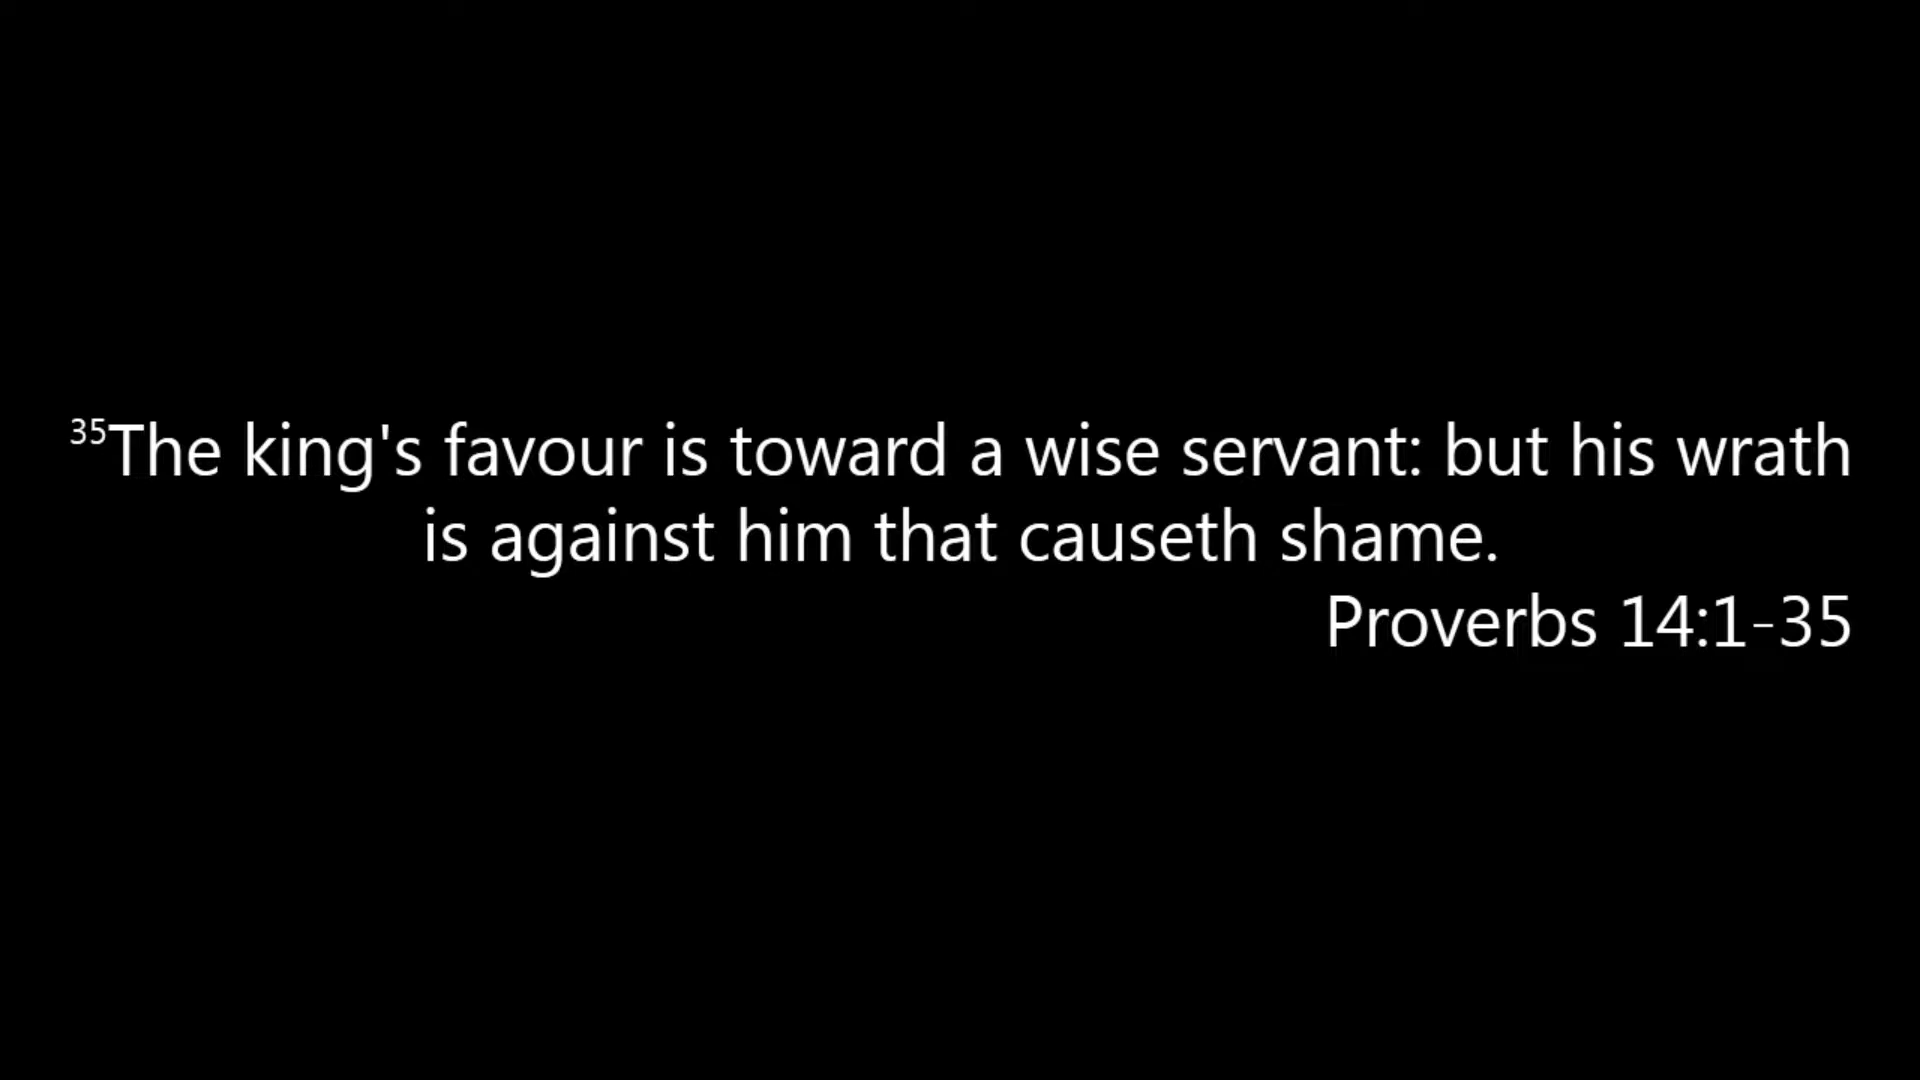 35The king's favour is toward a wise servant: but his wrath
is against him that causeth shame.
Proverbs 14:1-35